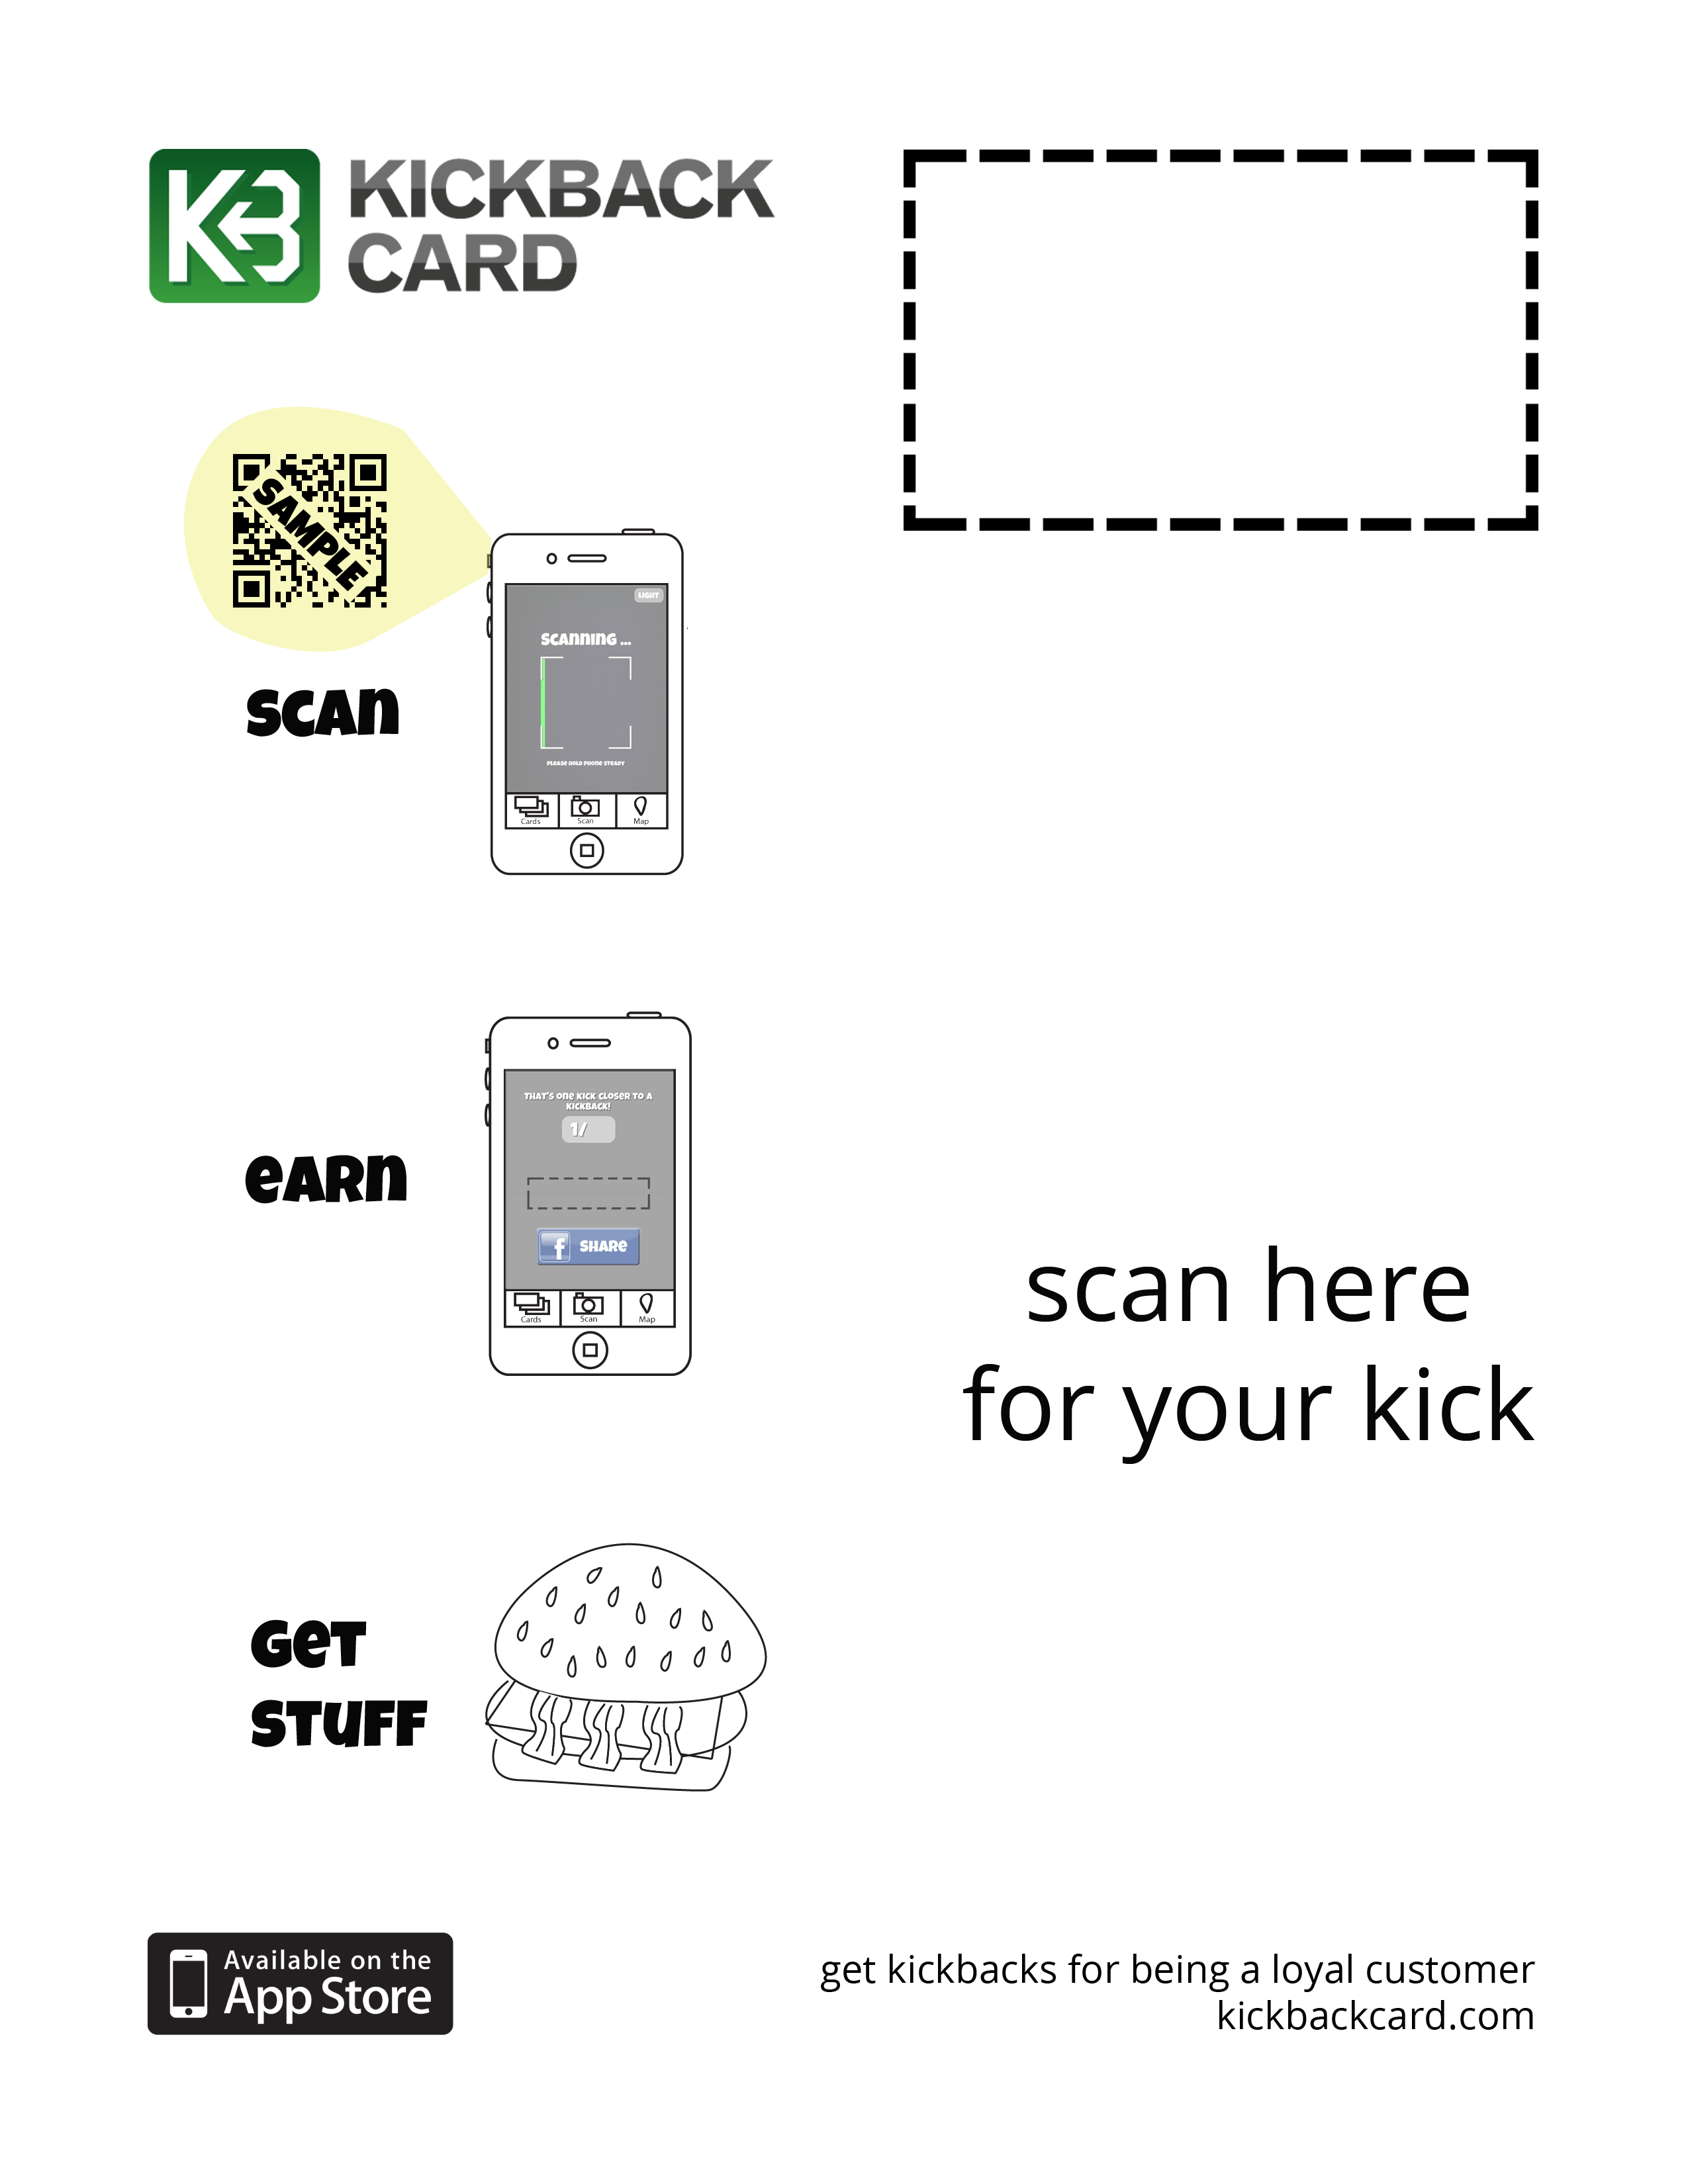 KB KICKBACK
CARD
SAMPLE
LIGHT
SCANNING ...
PLEASE HOLD PHONE STEADY
Cards Scan Map
SCAN
THAT'S ONE KICK CLOSER TO A
KICKBACK!
1/
f SHARE
Cards Scan Map
EARN
scan here
for your kick
GET
STUFF
Available on the
App Store
get kickbacks for being a loyal customer
kickbackcard.com